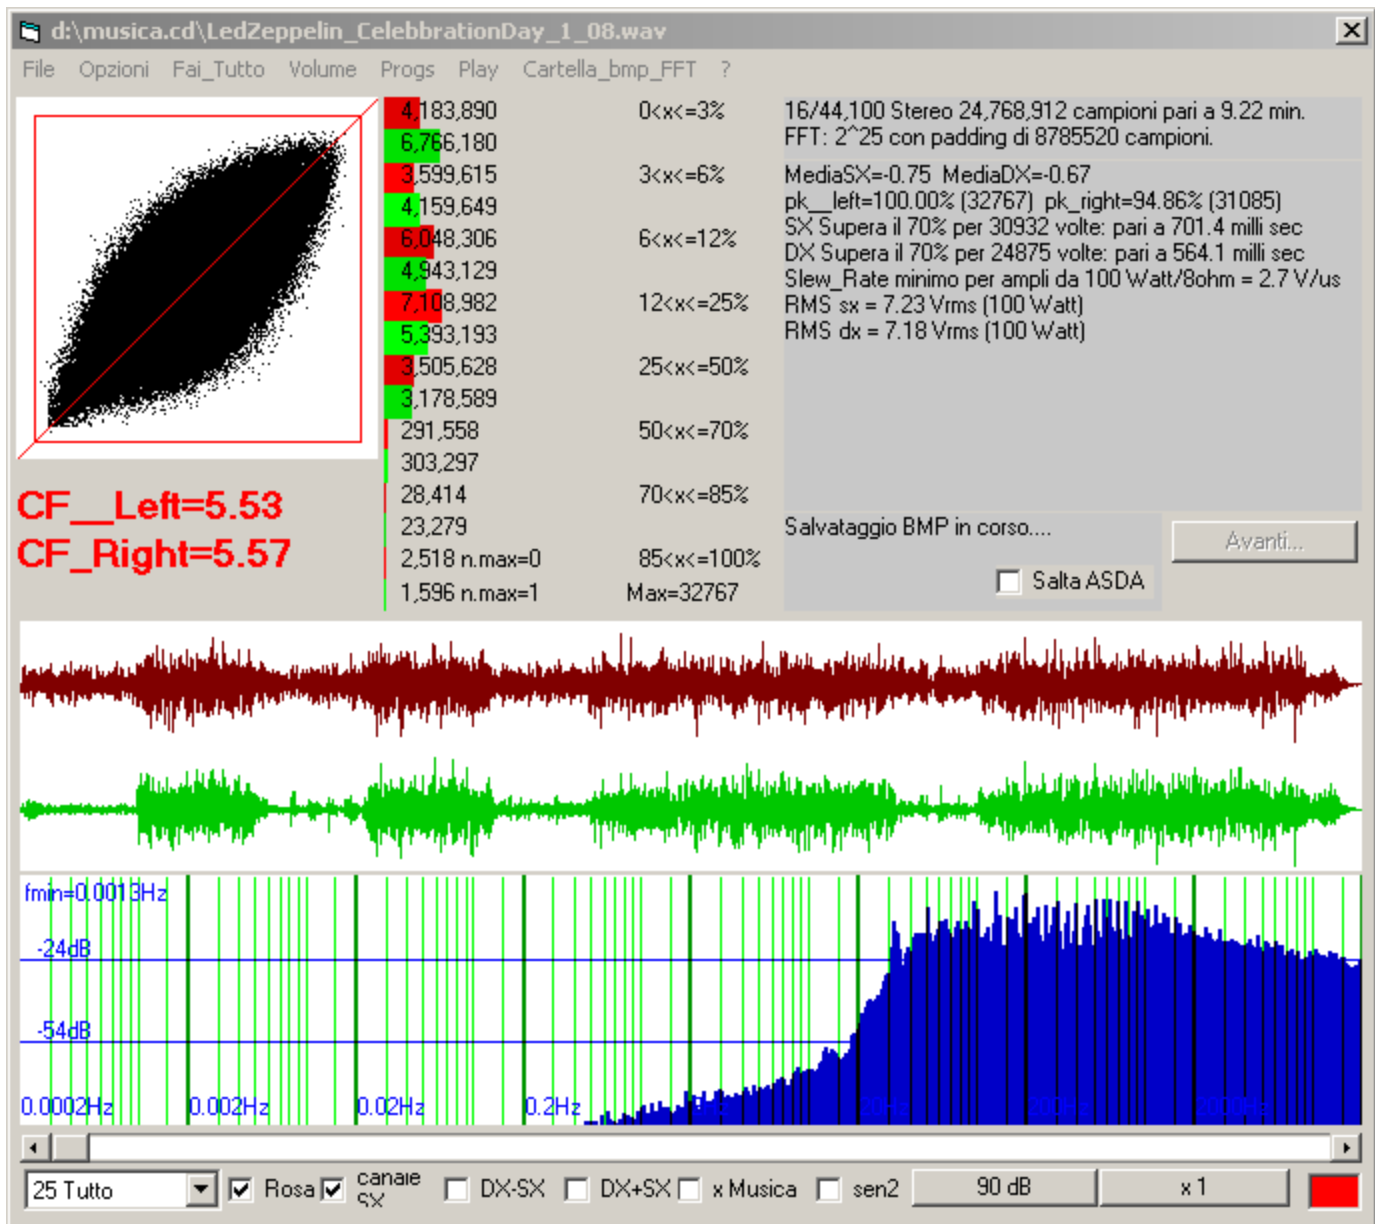 d:\musica.cd\LedZeppelin_CelebbrationDay_1_08.wav
File Opzioni Fai_Tutto Volume Progs Play Cartella_bmp_FFT ?
4,183,890 0<x<=3%
6,766,180
3,599,615 3<x<=6%
4,159,649
6,048,306 6<x<=12%
4,943,129
7,108,982 12<x<=25%
5,393,193
3,505,628 25<x<=50%
3,178,589
291,558 50<x<=70%
303,297
28,414 70<x<=85%
23,279
2,518 n.max=0 85<x<=100%
1,596 n.max=1 Max=32767
16/44,100 Stereo 24,768,912 campioni pari a 9.22 min.
FFT: 2^25 con padding di 8785520 campioni.
MediaSX=-0.75 MediaDX=-0.67
pk__left=100.00% (32767) pk_right=94.86% (31085)
SX Supera il 70% per 30932 volte: pari a 701.4 milli sec
DX Supera il 70% per 24875 volte: pari a 564.1 milli sec
Slew_Rate minimo per ampli da 100 Watt/8ohm = 2.7 V/us
RMS sx = 7.23 Vrms (100 Watt)
RMS dx = 7.18 Vrms (100 Watt)
CF__Left=5.53
CF_Right=5.57
Salvataggio BMP in corso....
Avanti...
Salta ASDA
fmin=0.0013Hz
-24dB
-54dB
0.0002Hz 0.002Hz 0.02Hz 0.2Hz 20Hz 200Hz 2000Hz
25 Tutto Rosa canale SX DX-SX DX+SX x Musica sen2 90 dB x 1